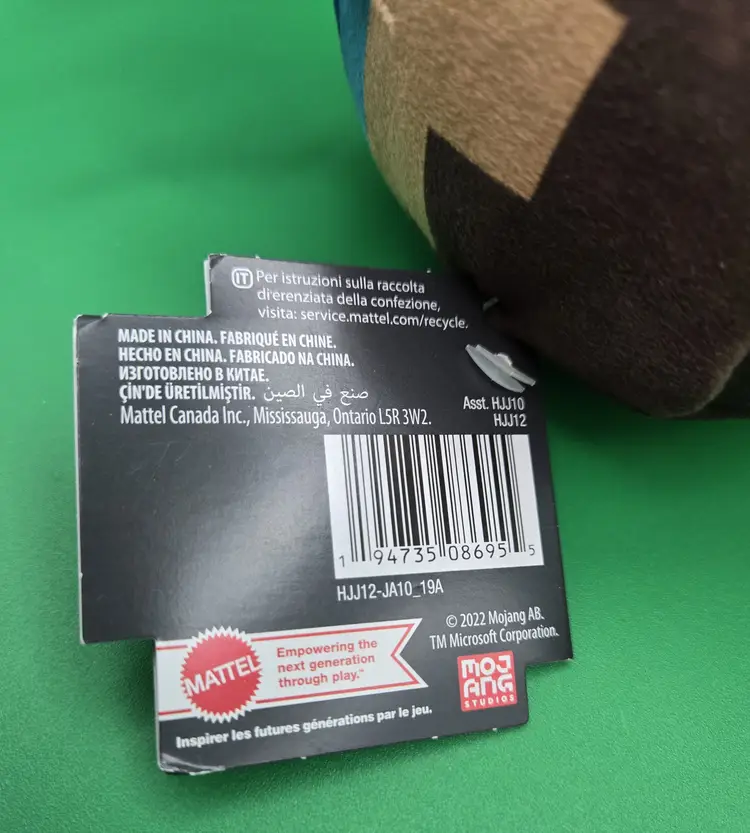 IT Per istruzioni sulla raccolta
di'erenziata della confezione,
visita: service.mattel.com/recycle.
MADE IN CHINA. FABRIQUÉ EN CHINE.
HECHO EN CHINA. FABRICADO NA CHINA.
ИЗГОТОВЛЕНО В КИТАЕ.
ÇİN'DE ÜRETİLMİŞTİR. صنع في الصين
Mattel Canada Inc., Mississauga, Ontario L5R 3W2.
Asst. HJJ10
HJJ12
1 94735 08695 5
HJJ12-JA10_19A
© 2022 Mojang AB.
TM Microsoft Corporation.
MATTEL
Empowering the
next generation
through play.™
MOJ
ANG
STUDIOS
Inspirer les futures générations par le jeu.